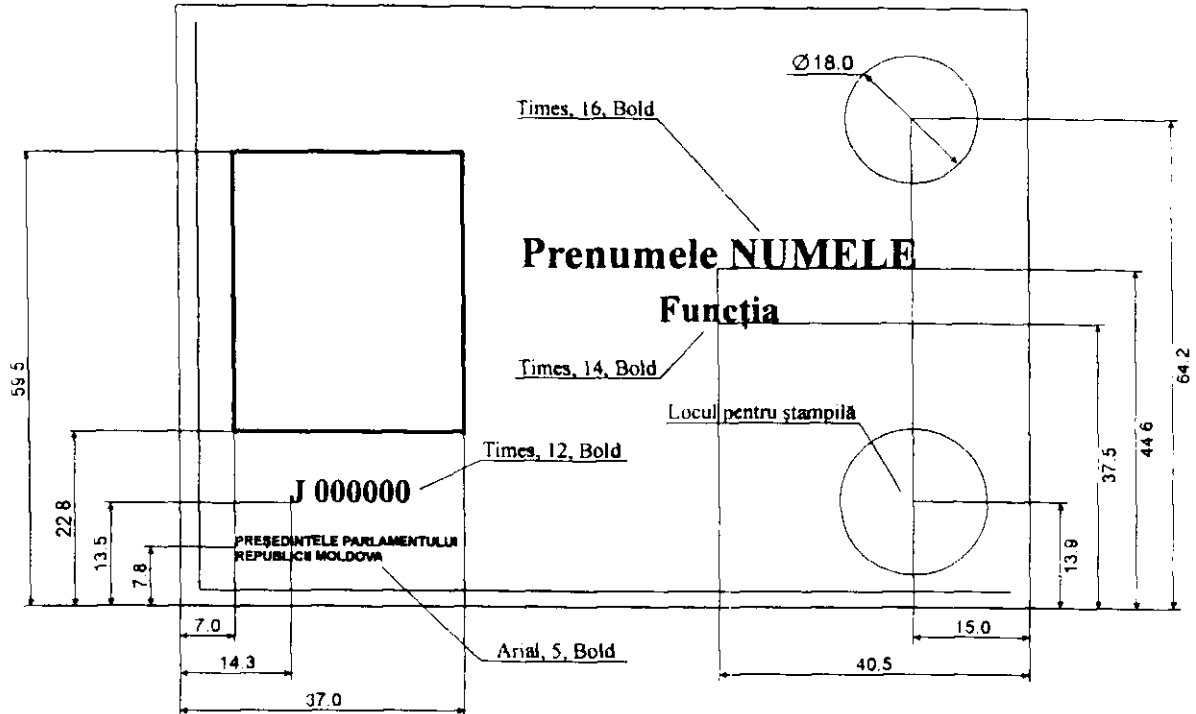 Ø18.0
Times, 16, Bold
Prenumele NUMELE
Funcția
Times, 14, Bold
Locul pentru ștampilă
Times, 12, Bold
J 000000
PREȘEDINTELE PARLAMENTULUI
REPUBLICII MOLDOVA
Arial, 5, Bold
59.5
22.8
13.5
7.8
7.0
14.3
37.0
64.2
44.6
37.5
13.9
15.0
40.5